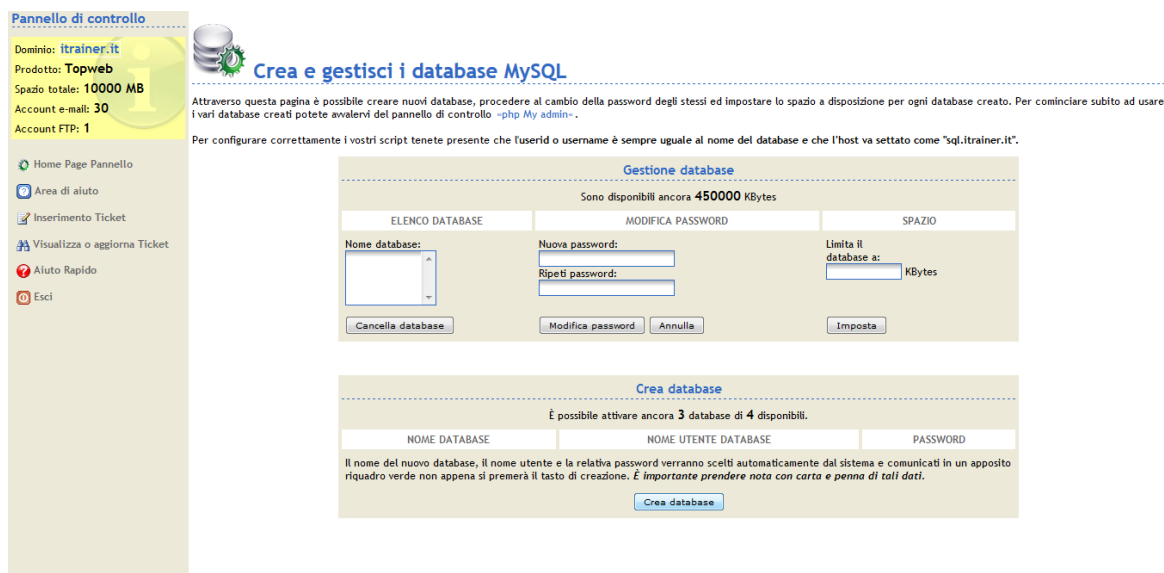 Pannello di controllo
Dominio: itrainer.it
Prodotto: Topweb
Spazio totale: 10000 MB
Account e-mail: 30
Account FTP: 1
Home Page Pannello
Area di aiuto
Inserimento Ticket
Visualizza o aggiorna Ticket
Aiuto Rapido
Esci
Crea e gestisci i database MySQL
Attraverso questa pagina è possibile creare nuovi database, procedere al cambio della password degli stessi ed impostare lo spazio a disposizione per ogni database creato. Per cominciare subito ad usare
i vari database creati potete avvalervi del pannello di controllo «php My admin».
Per configurare correttamente i vostri script tenete presente che l'userid o username è sempre uguale al nome del database e che l'host va settato come "sql.itrainer.it".
Gestione database
Sono disponibili ancora 450000 KBytes
ELENCO DATABASE MODIFICA PASSWORD SPAZIO
Nome database:
Cancella database
Nuova password:
Ripeti password:
Modifica password Annulla
Limita il
database a:
KBytes
Imposta
Crea database
È possibile attivare ancora 3 database di 4 disponibili.
NOME DATABASE NOME UTENTE DATABASE PASSWORD
Il nome del nuovo database, il nome utente e la relativa password verranno scelti automaticamente dal sistema e comunicati in un apposito
riquadro verde non appena si premerà il tasto di creazione. È importante prendere nota con carta e penna di tali dati.
Crea database